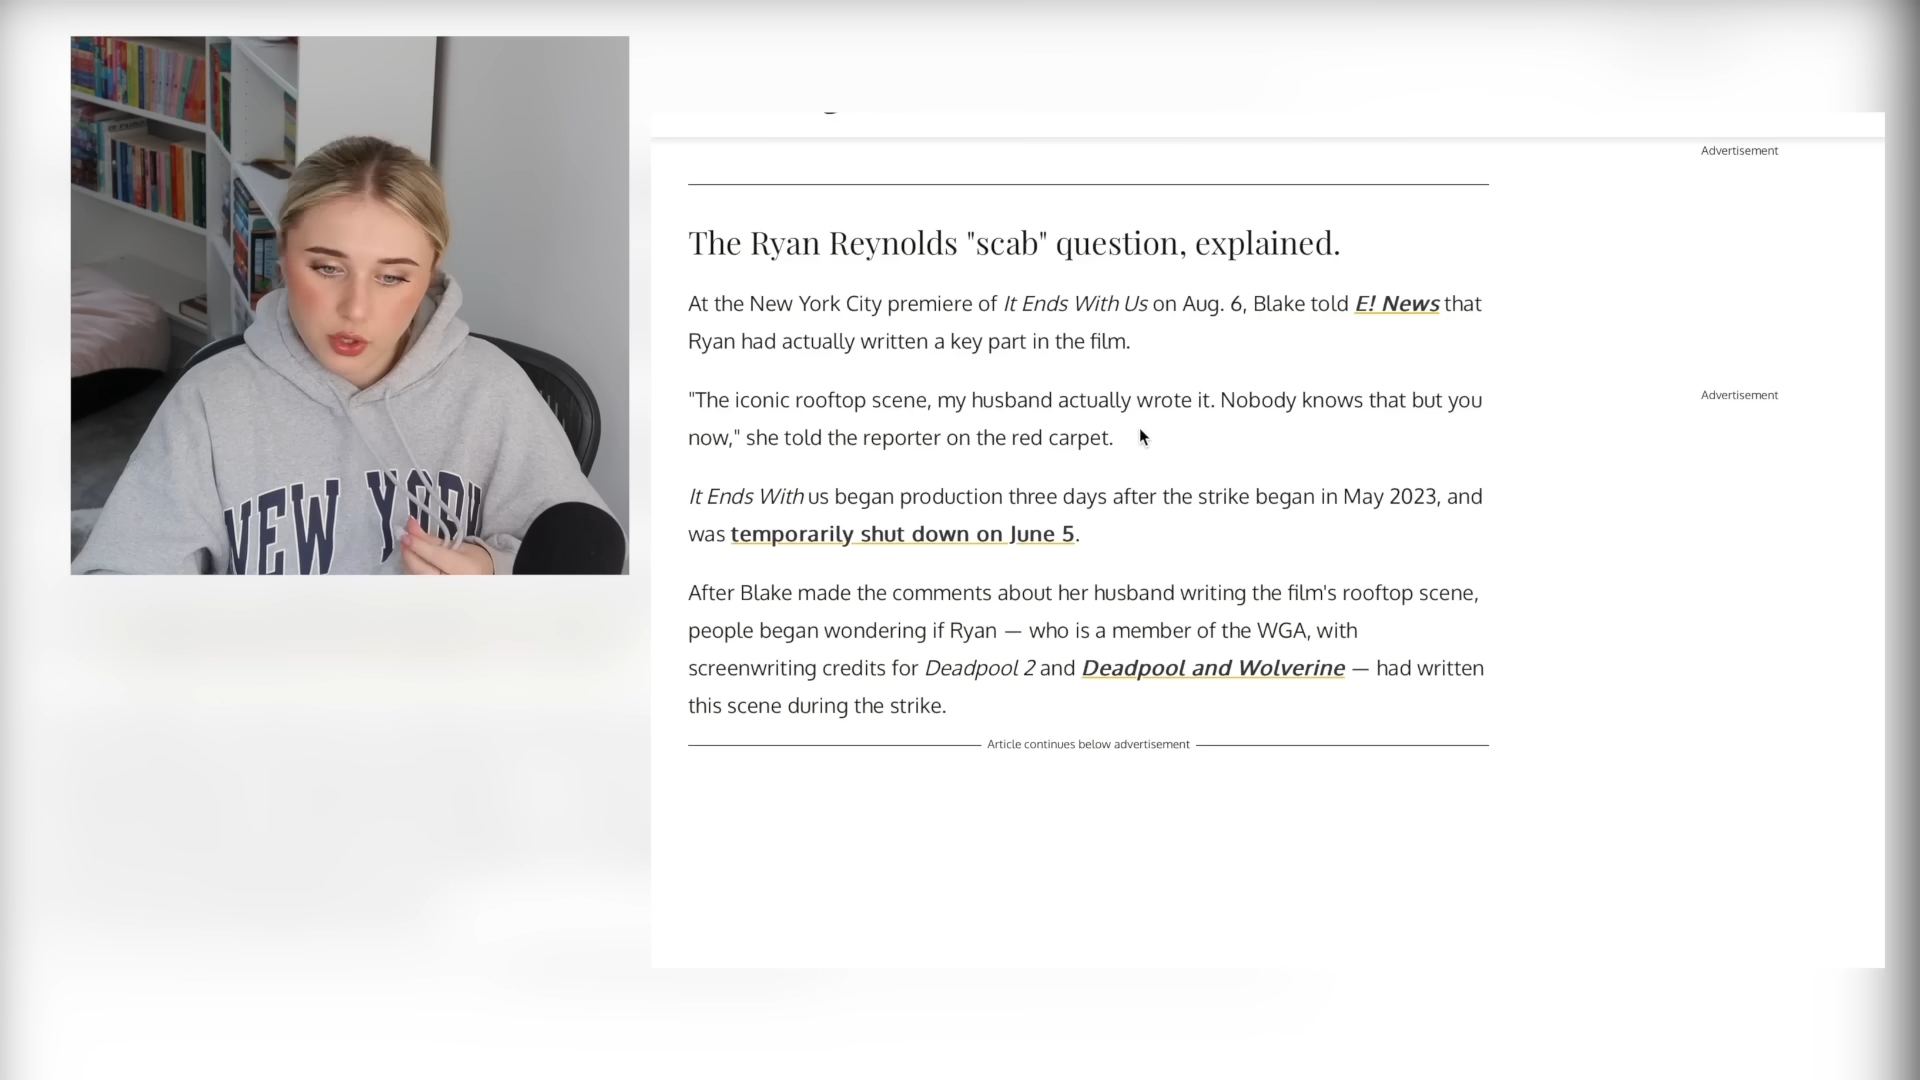 NEW YORK
Advertisement
The Ryan Reynolds "scab" question, explained.
At the New York City premiere of It Ends With Us on Aug. 6, Blake told E! News that
Ryan had actually written a key part in the film.
Advertisement
"The iconic rooftop scene, my husband actually wrote it. Nobody knows that but you
now," she told the reporter on the red carpet.
It Ends With us began production three days after the strike began in May 2023, and
was temporarily shut down on June 5.
After Blake made the comments about her husband writing the film's rooftop scene,
people began wondering if Ryan — who is a member of the WGA, with
screenwriting credits for Deadpool 2 and Deadpool and Wolverine — had written
this scene during the strike.
Article continues below advertisement